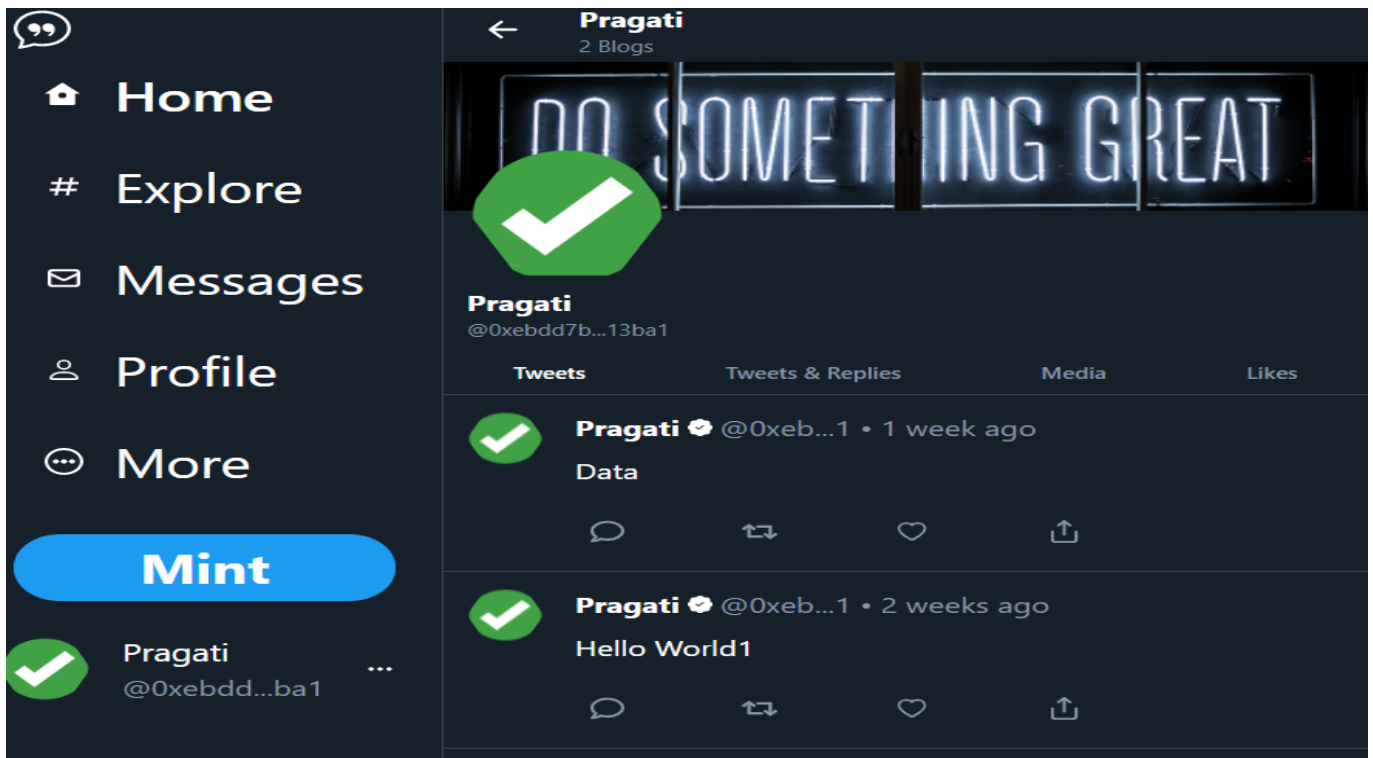 Home
Explore
Messages
Profile
More
Mint
Pragati
@0xebdd...ba1
Pragati
2 Blogs
DO SOMETHING GREAT
Pragati
@0xebdd7b...13ba1
Tweets Tweets & Replies Media Likes
Pragati @0xeb...1 • 1 week ago
Data
Pragati @0xeb...1 • 2 weeks ago
Hello World1